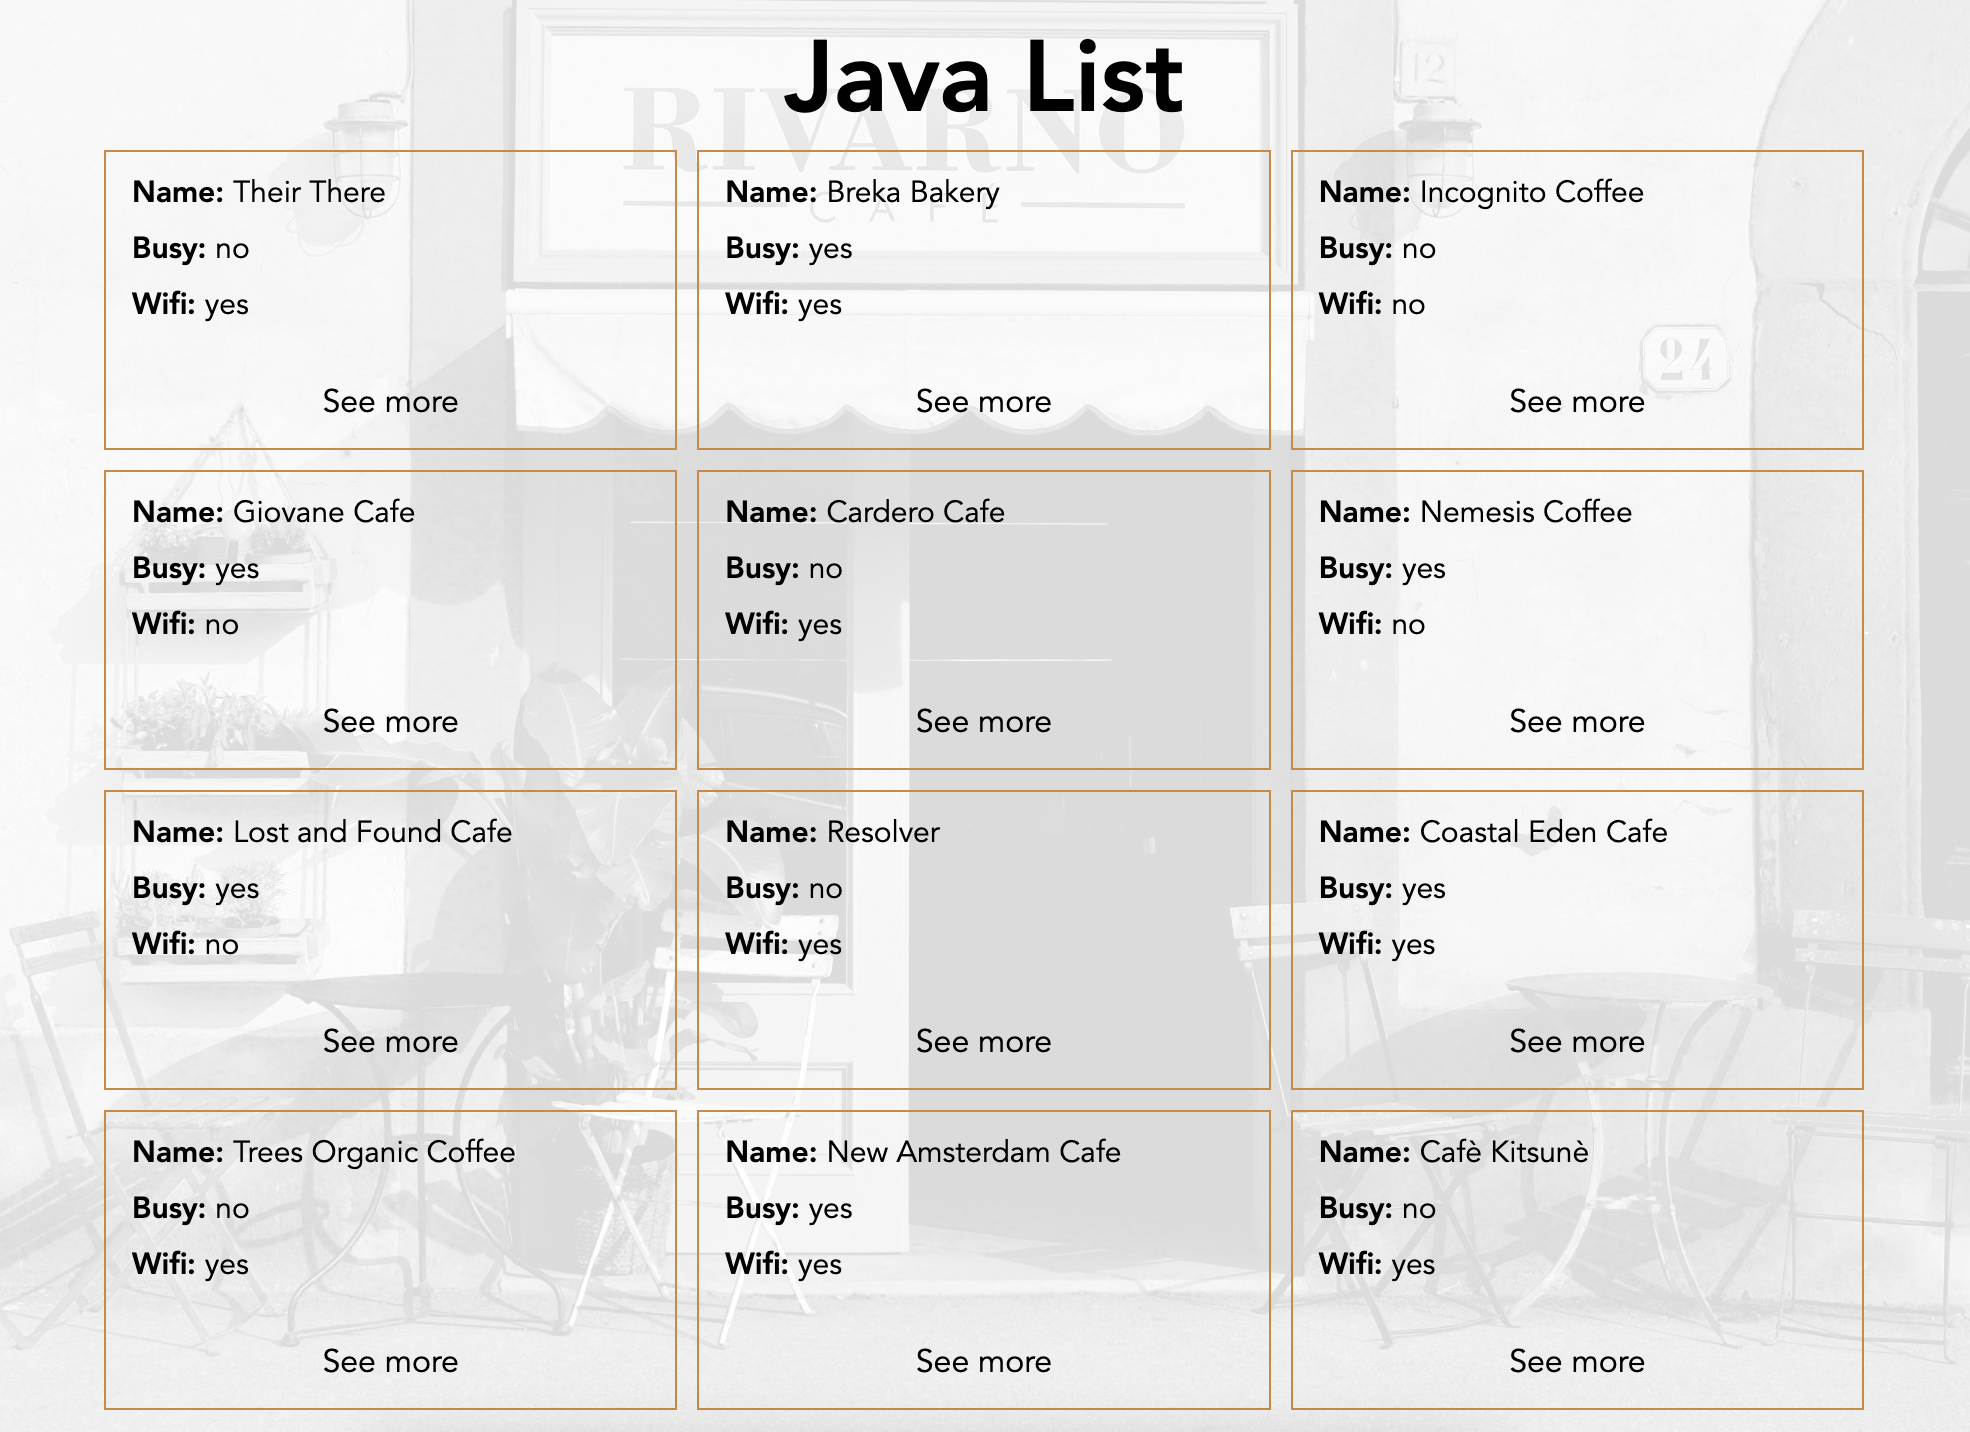 Java List
12
RIVARNO
CAFE
24
Name: Their There
Busy: no
Wifi: yes
See more
Name: Breka Bakery
Busy: yes
Wifi: yes
See more
Name: Incognito Coffee
Busy: no
Wifi: no
See more
Name: Giovane Cafe
Busy: yes
Wifi: no
See more
Name: Cardero Cafe
Busy: no
Wifi: yes
See more
Name: Nemesis Coffee
Busy: yes
Wifi: no
See more
Name: Lost and Found Cafe
Busy: yes
Wifi: no
See more
Name: Resolver
Busy: no
Wifi: yes
See more
Name: Coastal Eden Cafe
Busy: yes
Wifi: yes
See more
Name: Trees Organic Coffee
Busy: no
Wifi: yes
See more
Name: New Amsterdam Cafe
Busy: yes
Wifi: yes
See more
Name: Cafè Kitsunè
Busy: no
Wifi: yes
See more